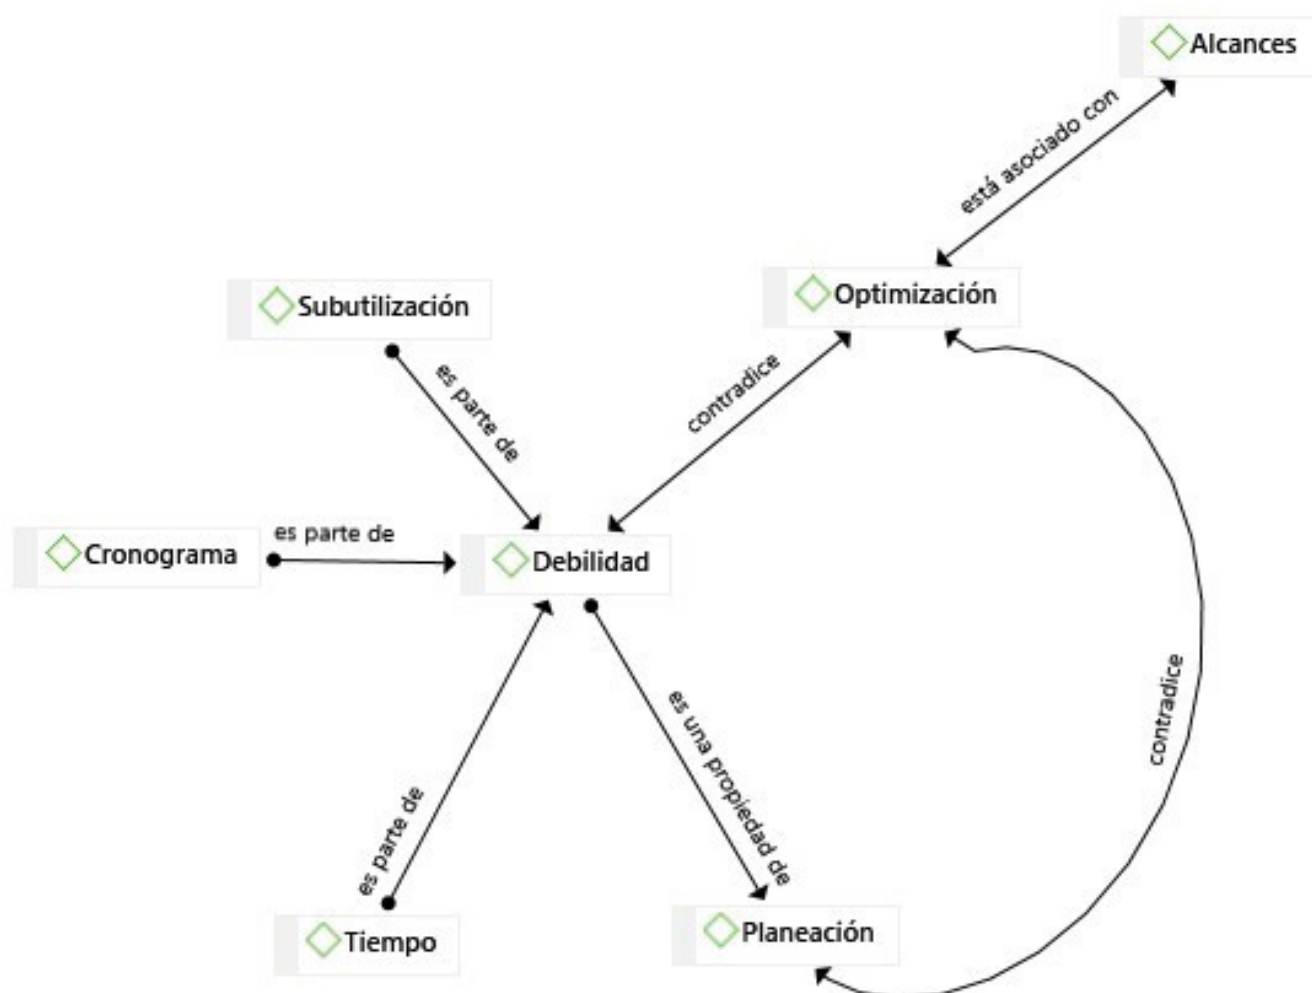 Alcances
está asociado con
Optimización
Subutilización
contradice
es parte de
Cronograma
es parte de
Debilidad
es una propiedad de
contradice
es parte de
Tiempo
Planeación